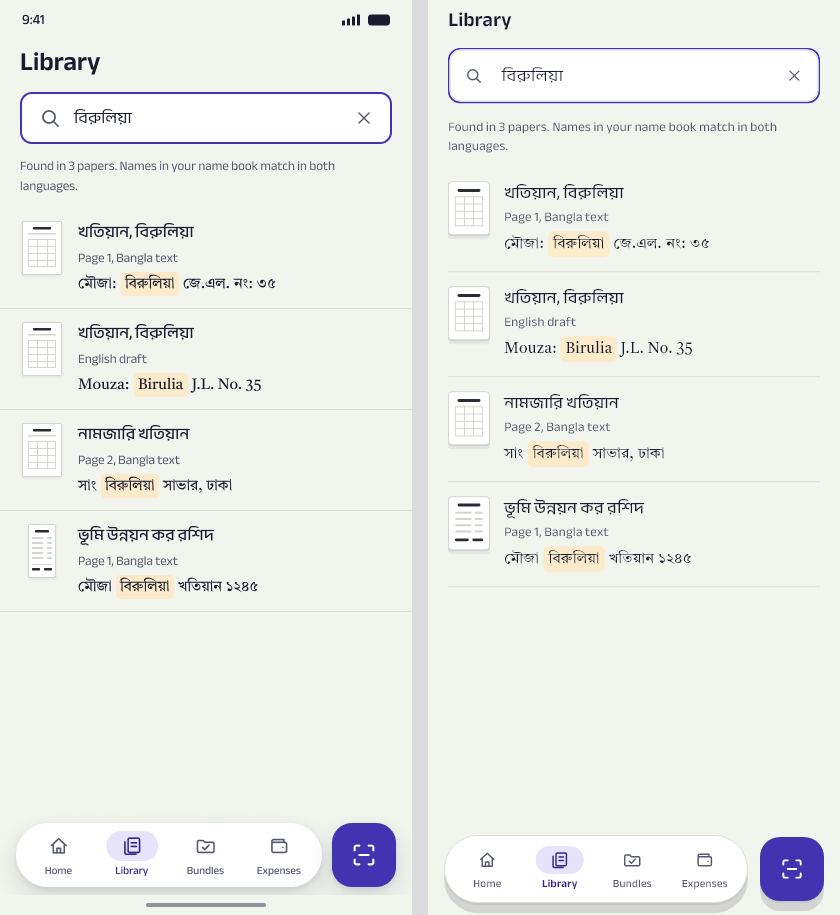 9:41
Library
বিরুলিয়া
Found in 3 papers. Names in your name book match in both
languages.
খতিয়ান, বিরুলিয়া
Page 1, Bangla text
মৌজা: বিরুলিয়া জে.এল. নং: ৩৫
খতিয়ান, বিরুলিয়া
English draft
Mouza: Birulia J.L. No. 35
নামজারি খতিয়ান
Page 2, Bangla text
সাং বিরুলিয়া সাভার, ঢাকা
ভূমি উন্নয়ন কর রশিদ
Page 1, Bangla text
মৌজা বিরুলিয়া খতিয়ান ১২৪৫
Home Library Bundles Expenses
Library
বিরুলিয়া
Found in 3 papers. Names in your name book match in both
languages.
খতিয়ান, বিরুলিয়া
Page 1, Bangla text
মৌজা: বিরুলিয়া জে.এল. নং: ৩৫
খতিয়ান, বিরুলিয়া
English draft
Mouza: Birulia J.L. No. 35
নামজারি খতিয়ান
Page 2, Bangla text
সাং বিরুলিয়া সাভার, ঢাকা
ভূমি উন্নয়ন কর রশিদ
Page 1, Bangla text
মৌজা বিরুলিয়া খতিয়ান ১২৪৫
Home Library Bundles Expenses